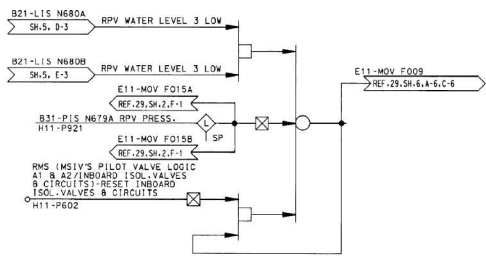 B21-LIS N680A
SH.5, D-3
RPV WATER LEVEL 3 LOW
B21-LIS N680B
SH.5, E-3
RPV WATER LEVEL 3 LOW
E11-MOV F009
REF.29.SH.6,A-6,C-6
E11-MOV F015A
REF.29.SH.2,F-1
B31-PIS N679A RPV PRESS.
H11-P921
L
SP
E11-MOV F015B
REF.29.SH.2,F-1
RMS (MSIV'S PILOT VALVE LOGIC
A1 & A2/INBOARD ISOL.VALVES
& CIRCUITS)-RESET INBOARD
ISOL.VALVES & CIRCUITS
H11-P602